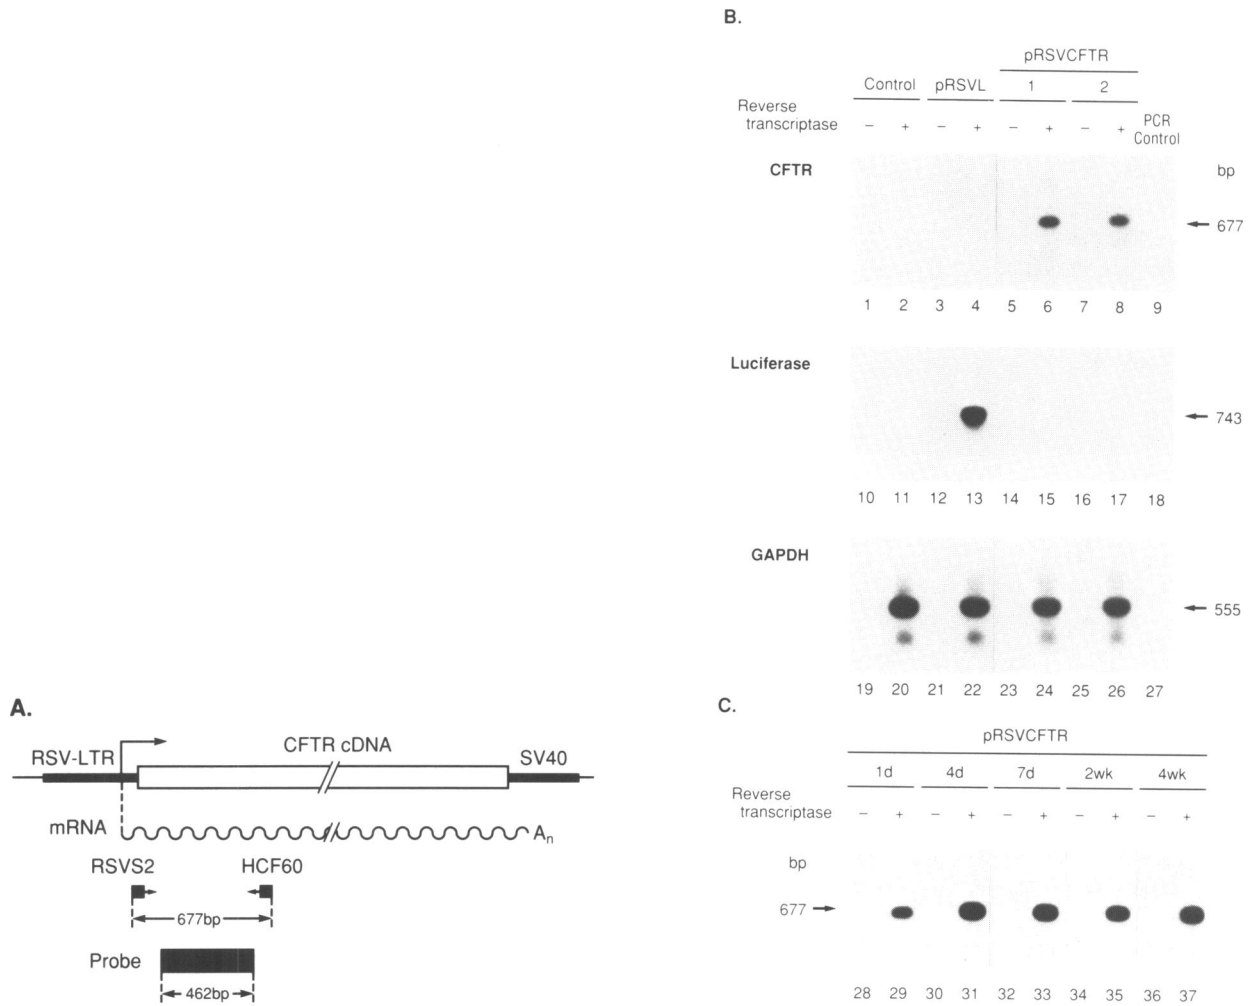 B.
pRSVCFTR
Control pRSVL 1 2
Reverse
transcriptase – + – + – + – + PCR
Control
CFTR bp
677
1 2 3 4 5 6 7 8 9
Luciferase
743
10 11 12 13 14 15 16 17 18
GAPDH
555
19 20 21 22 23 24 25 26 27
A.
RSV-LTR CFTR cDNA SV40
mRNA An
RSVS2 HCF60
677bp
Probe
462bp
C.
pRSVCFTR
1d 4d 7d 2wk 4wk
Reverse
transcriptase – + – + – + – + – +
bp
677
28 29 30 31 32 33 34 35 36 37